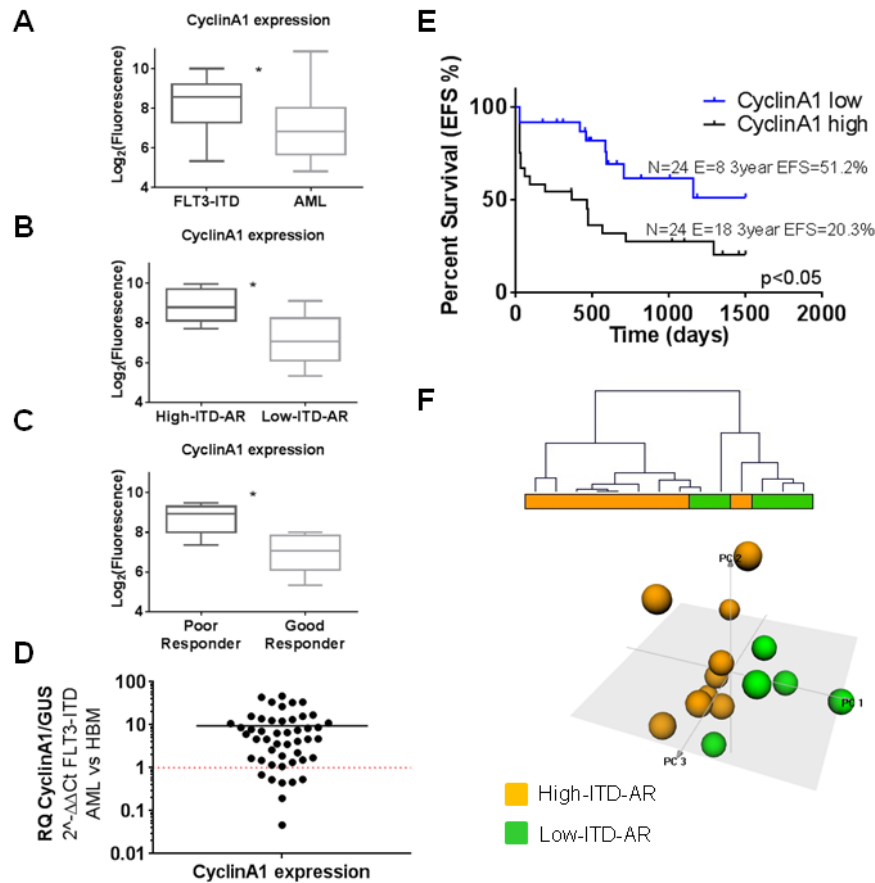 A
CyclinA1 expression
Log2(Fluorescence)
10
8
6
4
*
FLT3-ITD AML
B
CyclinA1 expression
Log2(Fluorescence)
10
8
6
4
*
High-ITD-AR Low-ITD-AR
C
CyclinA1 expression
Log2(Fluorescence)
10
8
6
4
*
Poor Good
Responder Responder
D
RQ CyclinA1/GUS
2^-ΔΔCt FLT3-ITD
AML vs HBM
100
10
1
0.1
0.01
CyclinA1 expression
E
Percent Survival (EFS %)
100
50
0
CyclinA1 low
CyclinA1 high
N=24 E=8 3year EFS=51.2%
N=24 E=18 3year EFS=20.3%
p<0.05
0 500 1000 1500 2000
Time (days)
F
PC 2
PC 1
PC 3
High-ITD-AR
Low-ITD-AR